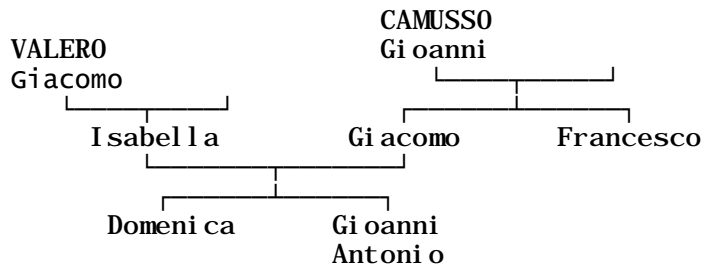 CAMUSSO
VALERO Gioanni
Giacomo
Isabella Giacomo Francesco
Domenica Gioanni
Antonio